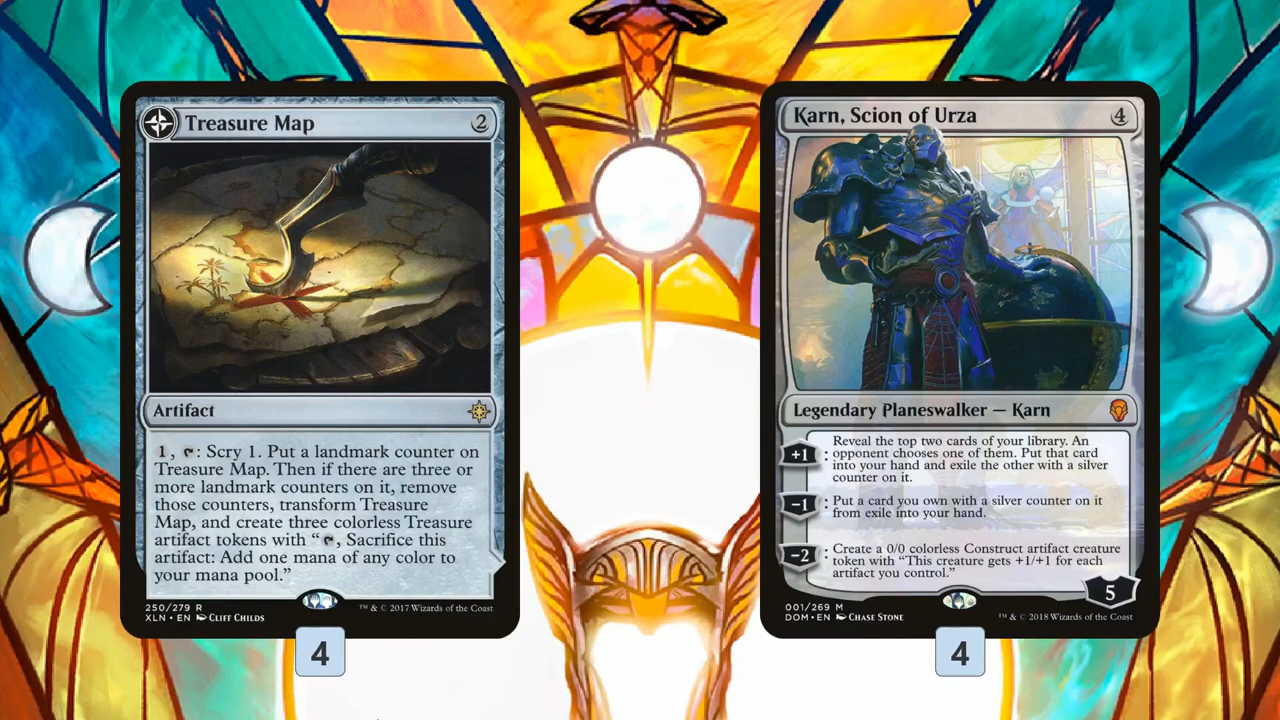 Treasure Map 2
Artifact
1, : Scry 1. Put a landmark counter on
Treasure Map. Then if there are three or
more landmark counters on it, remove
those counters, transform Treasure
Map, and create three colorless Treasure
artifact tokens with “ , Sacrifice this
artifact: Add one mana of any color to
your mana pool.”
250/279 R
XLN • EN Cliff Childs
™ & © 2017 Wizards of the Coast
4
Karn, Scion of Urza 4
Legendary Planeswalker — Karn
+1 : Reveal the top two cards of your library. An
opponent chooses one of them. Put that card
into your hand and exile the other with a silver
counter on it.
−1 : Put a card you own with a silver counter on it
from exile into your hand.
−2 : Create a 0/0 colorless Construct artifact creature
token with “This creature gets +1/+1 for each
artifact you control.”
5
001/269 M
DOM • EN Chase Stone
™ & © 2018 Wizards of the Coast
4